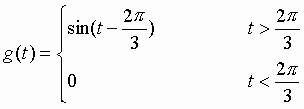 g(t) = { sin(t − 2π/3)    t > 2π/3
0    t < 2π/3